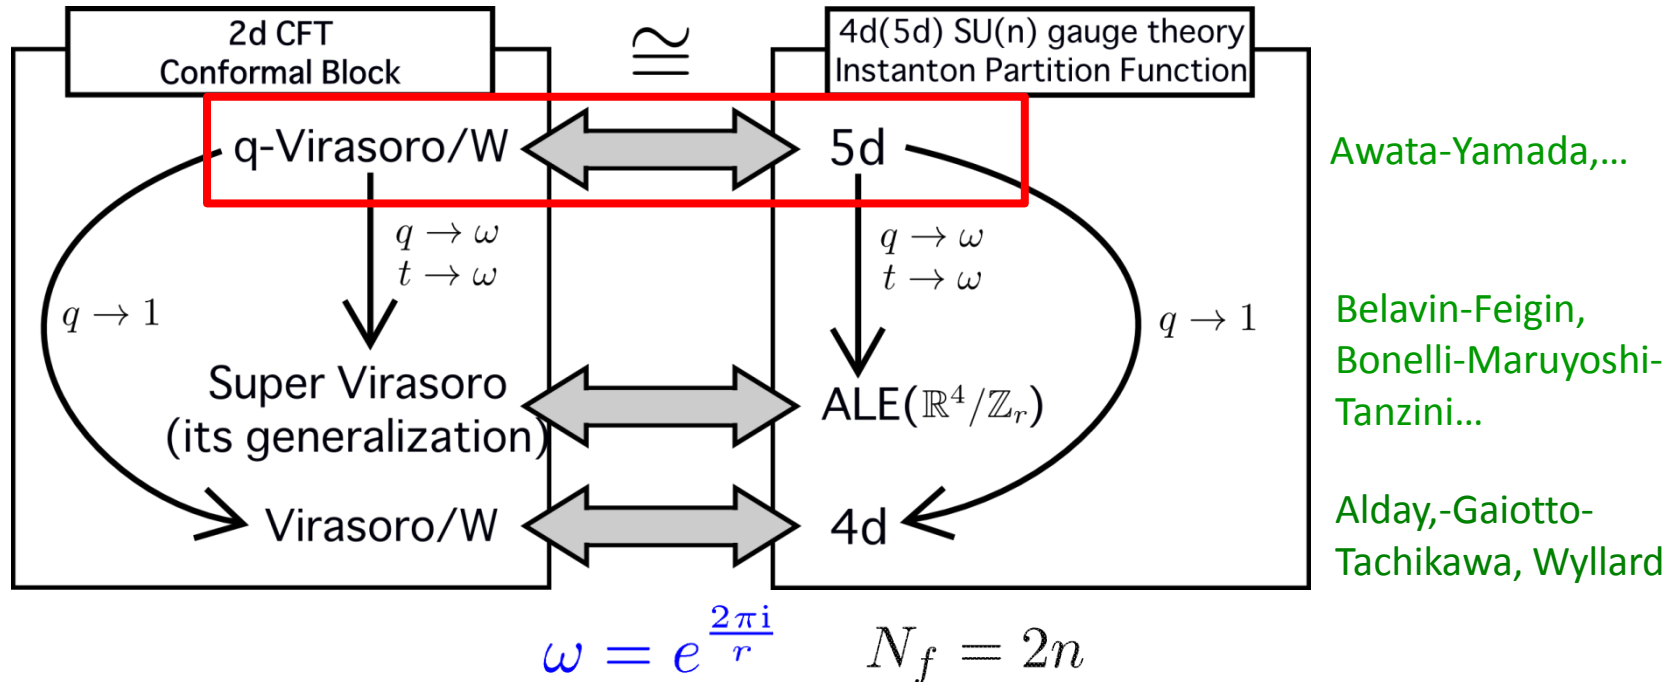 2d CFT
Conformal Block
≅
4d(5d) SU(n) gauge theory
Instanton Partition Function
q-Virasoro/W
5d
Awata-Yamada,...
q → ω
t → ω
q → ω
t → ω
q → 1
q → 1
Super Virasoro
(its generalization)
ALE(ℝ⁴/ℤᵣ)
Belavin-Feigin,
Bonelli-Maruyoshi-
Tanzini...
Virasoro/W
4d
Alday,-Gaiotto-
Tachikawa, Wyllard
ω = e^{2πi/r}
N_f = 2n